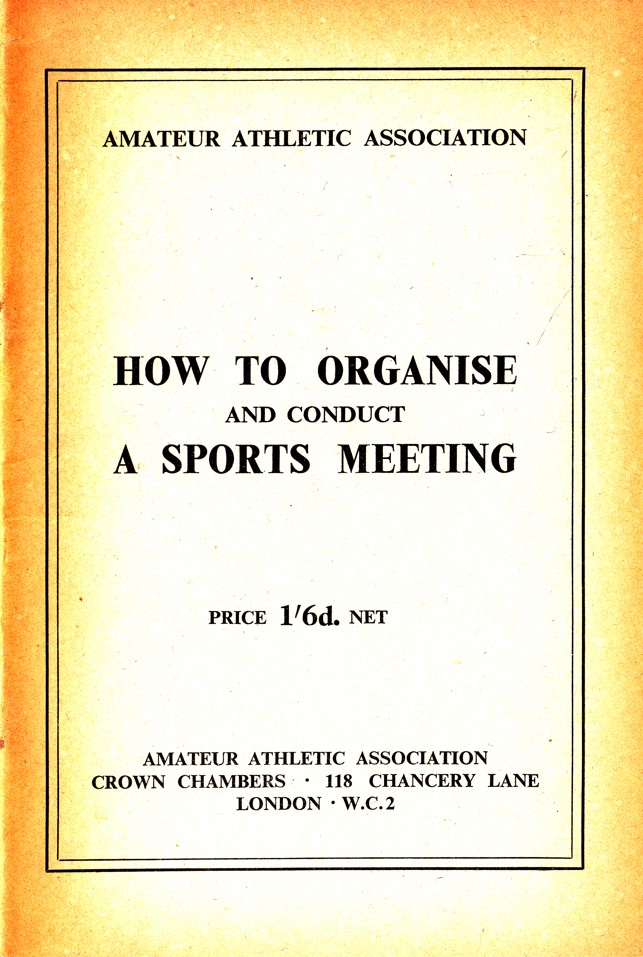 AMATEUR ATHLETIC ASSOCIATION
HOW TO ORGANISE
AND CONDUCT
A SPORTS MEETING
PRICE 1'6d. NET
AMATEUR ATHLETIC ASSOCIATION
CROWN CHAMBERS · 118 CHANCERY LANE
LONDON · W.C.2